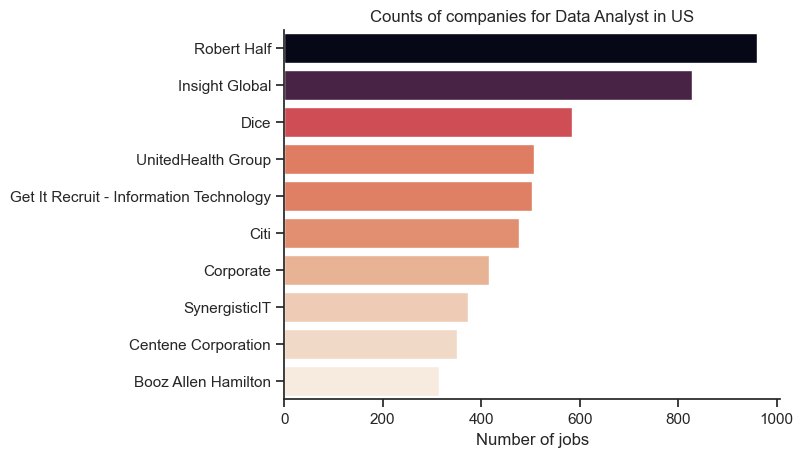 Counts of companies for Data Analyst in US
Robert Half
Insight Global
Dice
UnitedHealth Group
Get It Recruit - Information Technology
Citi
Corporate
SynergisticIT
Centene Corporation
Booz Allen Hamilton
0 200 400 600 800 1000
Number of jobs